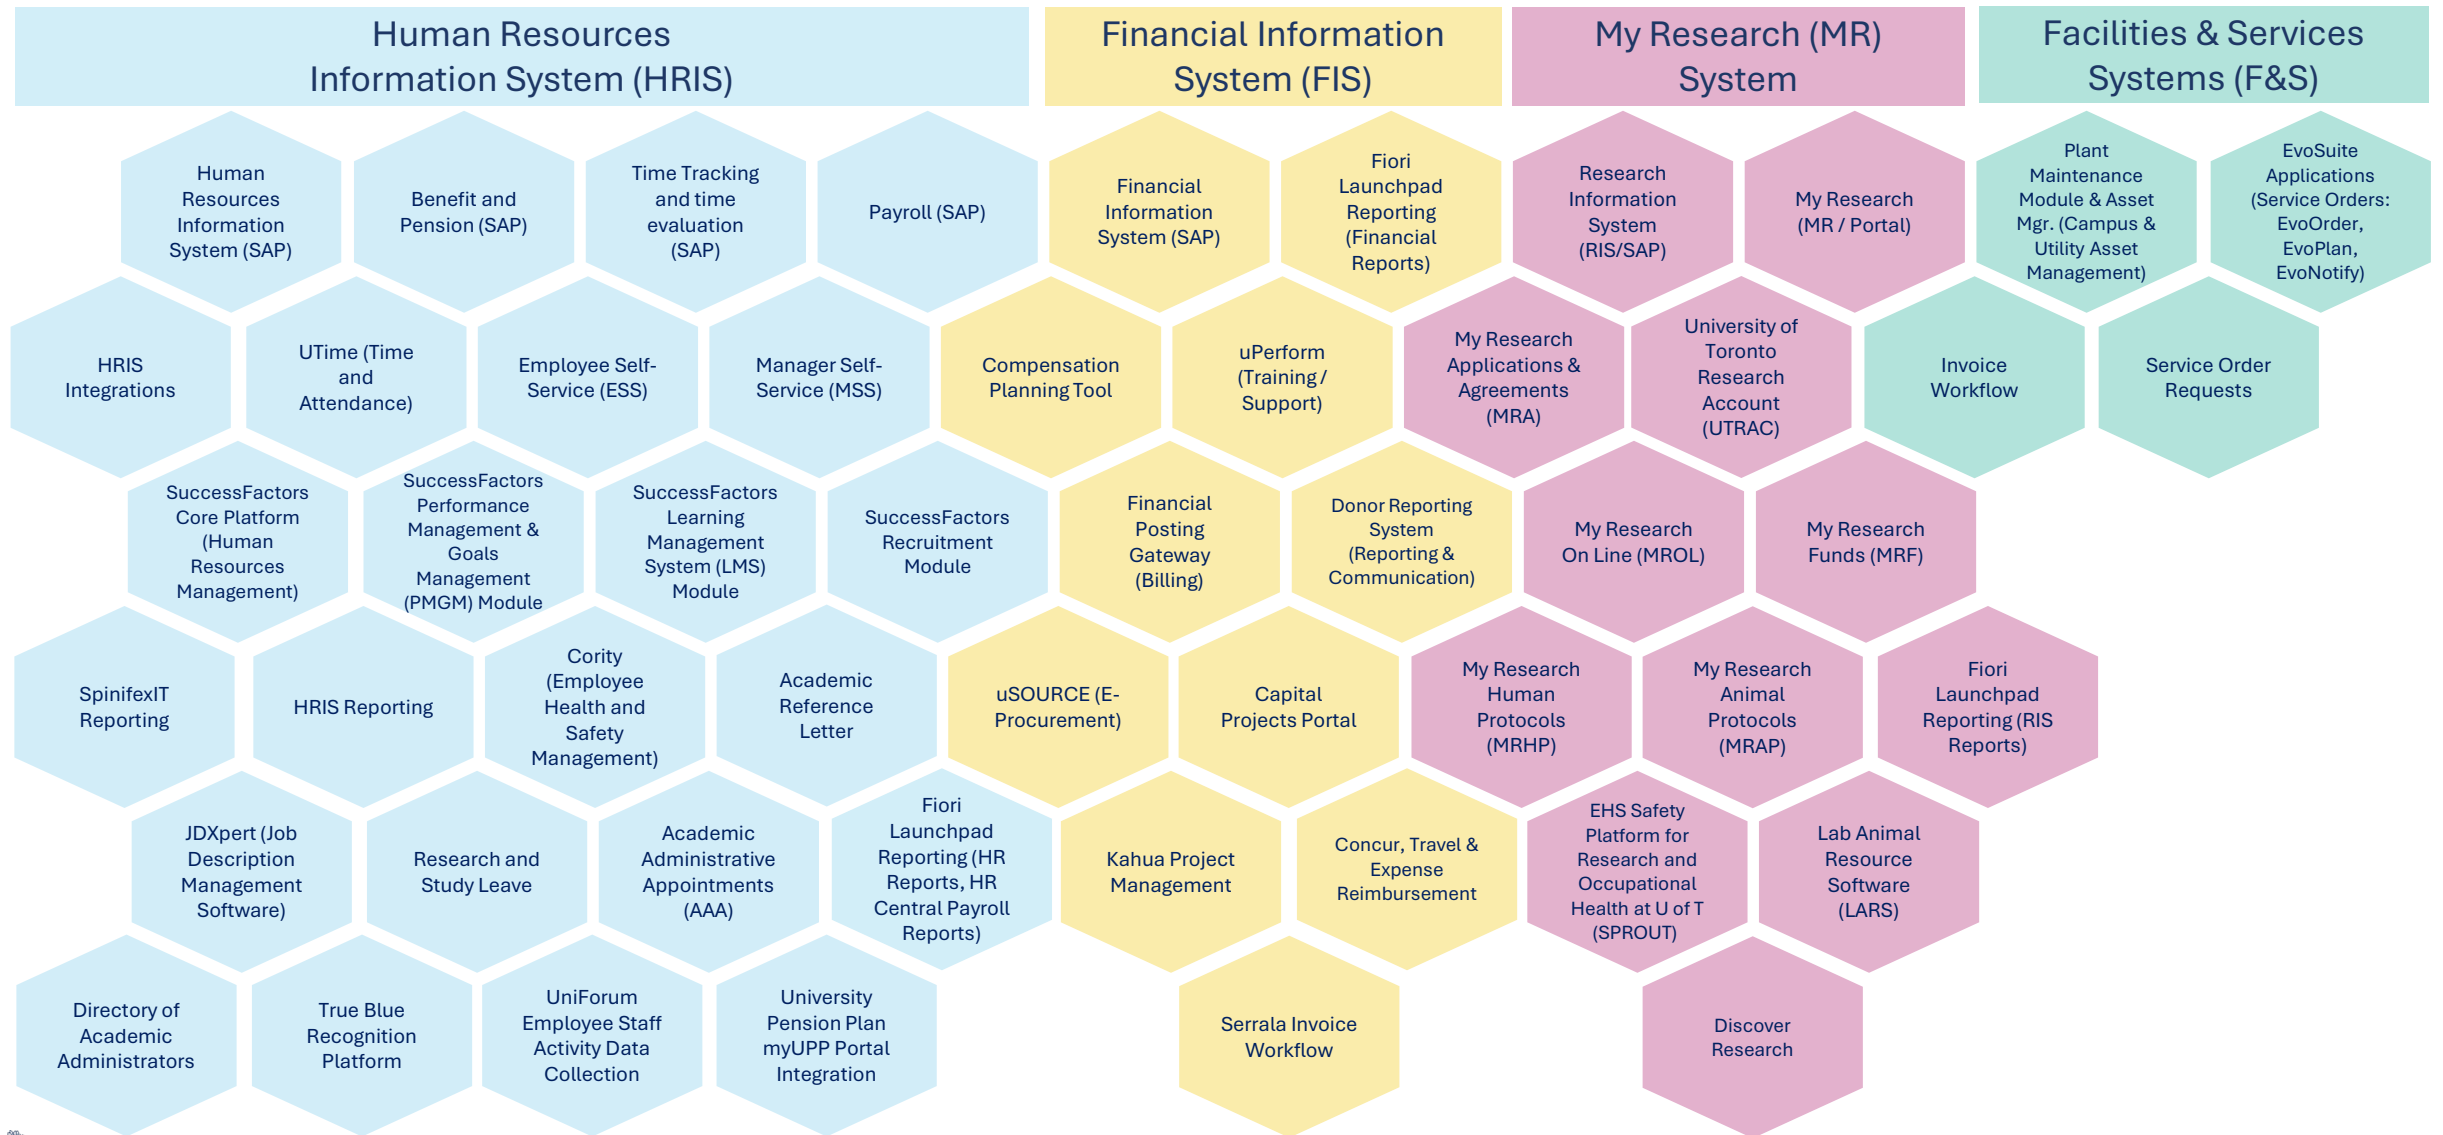 Human Resources
Information System (HRIS)
Financial Information
System (FIS)
My Research (MR)
System
Facilities & Services
Systems (F&S)
Human
Resources
Information
System (SAP)
Benefit and
Pension (SAP)
Time Tracking
and time
evaluation
(SAP)
Payroll (SAP)
Financial
Information
System (SAP)
Fiori
Launchpad
Reporting
(Financial
Reports)
Research
Information
System
(RIS/SAP)
My Research
(MR / Portal)
Plant
Maintenance
Module & Asset
Mgr. (Campus &
Utility Asset
Management)
EvoSuite
Applications
(Service Orders:
EvoOrder,
EvoPlan,
EvoNotify)
HRIS
Integrations
UTime (Time
and
Attendance)
Employee Self-
Service (ESS)
Manager Self-
Service (MSS)
Compensation
Planning Tool
uPerform
(Training /
Support)
My Research
Applications &
Agreements
(MRA)
University of
Toronto
Research
Account
(UTRAC)
Invoice
Workflow
Service Order
Requests
SuccessFactors
Core Platform
(Human
Resources
Management)
SuccessFactors
Performance
Management &
Goals
Management
(PMGM) Module
SuccessFactors
Learning
Management
System (LMS)
Module
SuccessFactors
Recruitment
Module
Financial
Posting
Gateway
(Billing)
Donor Reporting
System
(Reporting &
Communication)
My Research
On Line (MROL)
My Research
Funds (MRF)
SpinifexIT
Reporting
HRIS Reporting
Cority
(Employee
Health and
Safety
Management)
Academic
Reference
Letter
uSOURCE (E-
Procurement)
Capital
Projects Portal
My Research
Human
Protocols
(MRHP)
My Research
Animal
Protocols
(MRAP)
Fiori
Launchpad
Reporting (RIS
Reports)
JDXpert (Job
Description
Management
Software)
Research and
Study Leave
Academic
Administrative
Appointments
(AAA)
Fiori
Launchpad
Reporting (HR
Reports, HR
Central Payroll
Reports)
Kahua Project
Management
Concur, Travel &
Expense
Reimbursement
EHS Safety
Platform for
Research and
Occupational
Health at U of T
(SPROUT)
Lab Animal
Resource
Software
(LARS)
Directory of
Academic
Administrators
True Blue
Recognition
Platform
UniForum
Employee Staff
Activity Data
Collection
University
Pension Plan
myUPP Portal
Integration
Serrala Invoice
Workflow
Discover
Research